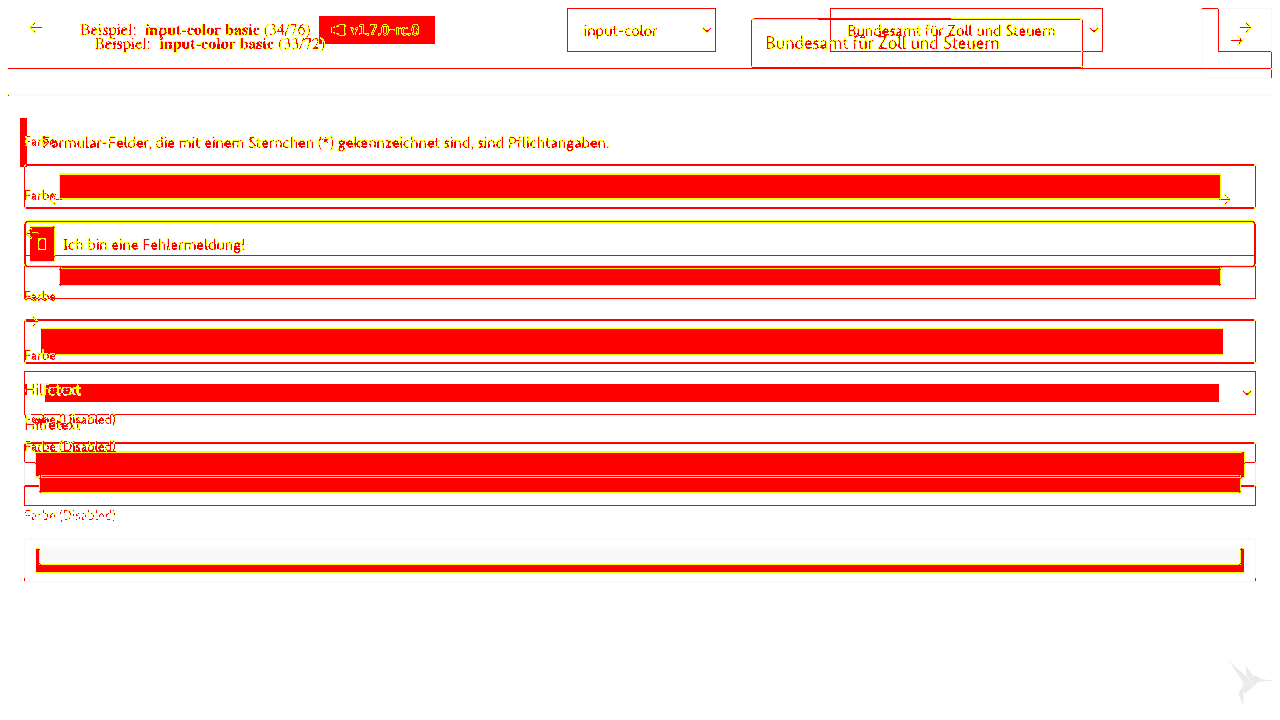 Beispiel: input-color basic (34/76) v1.7.0-rc.0
input-color
Bundesamt für Zoll und Steuern
Beispiel: input-color basic (33/72)
Bundesamt für Zoll und Steuern
Farbe
Formular-Felder, die mit einem Sternchen (*) gekennzeichnet sind, sind Pflichtangaben.
Farbe
Ich bin eine Fehlermeldung!
Farbe
Farbe
Hilfetext
Farbe (Disabled)
Hilfetext
Farbe (Disabled)
Farbe (Disabled)